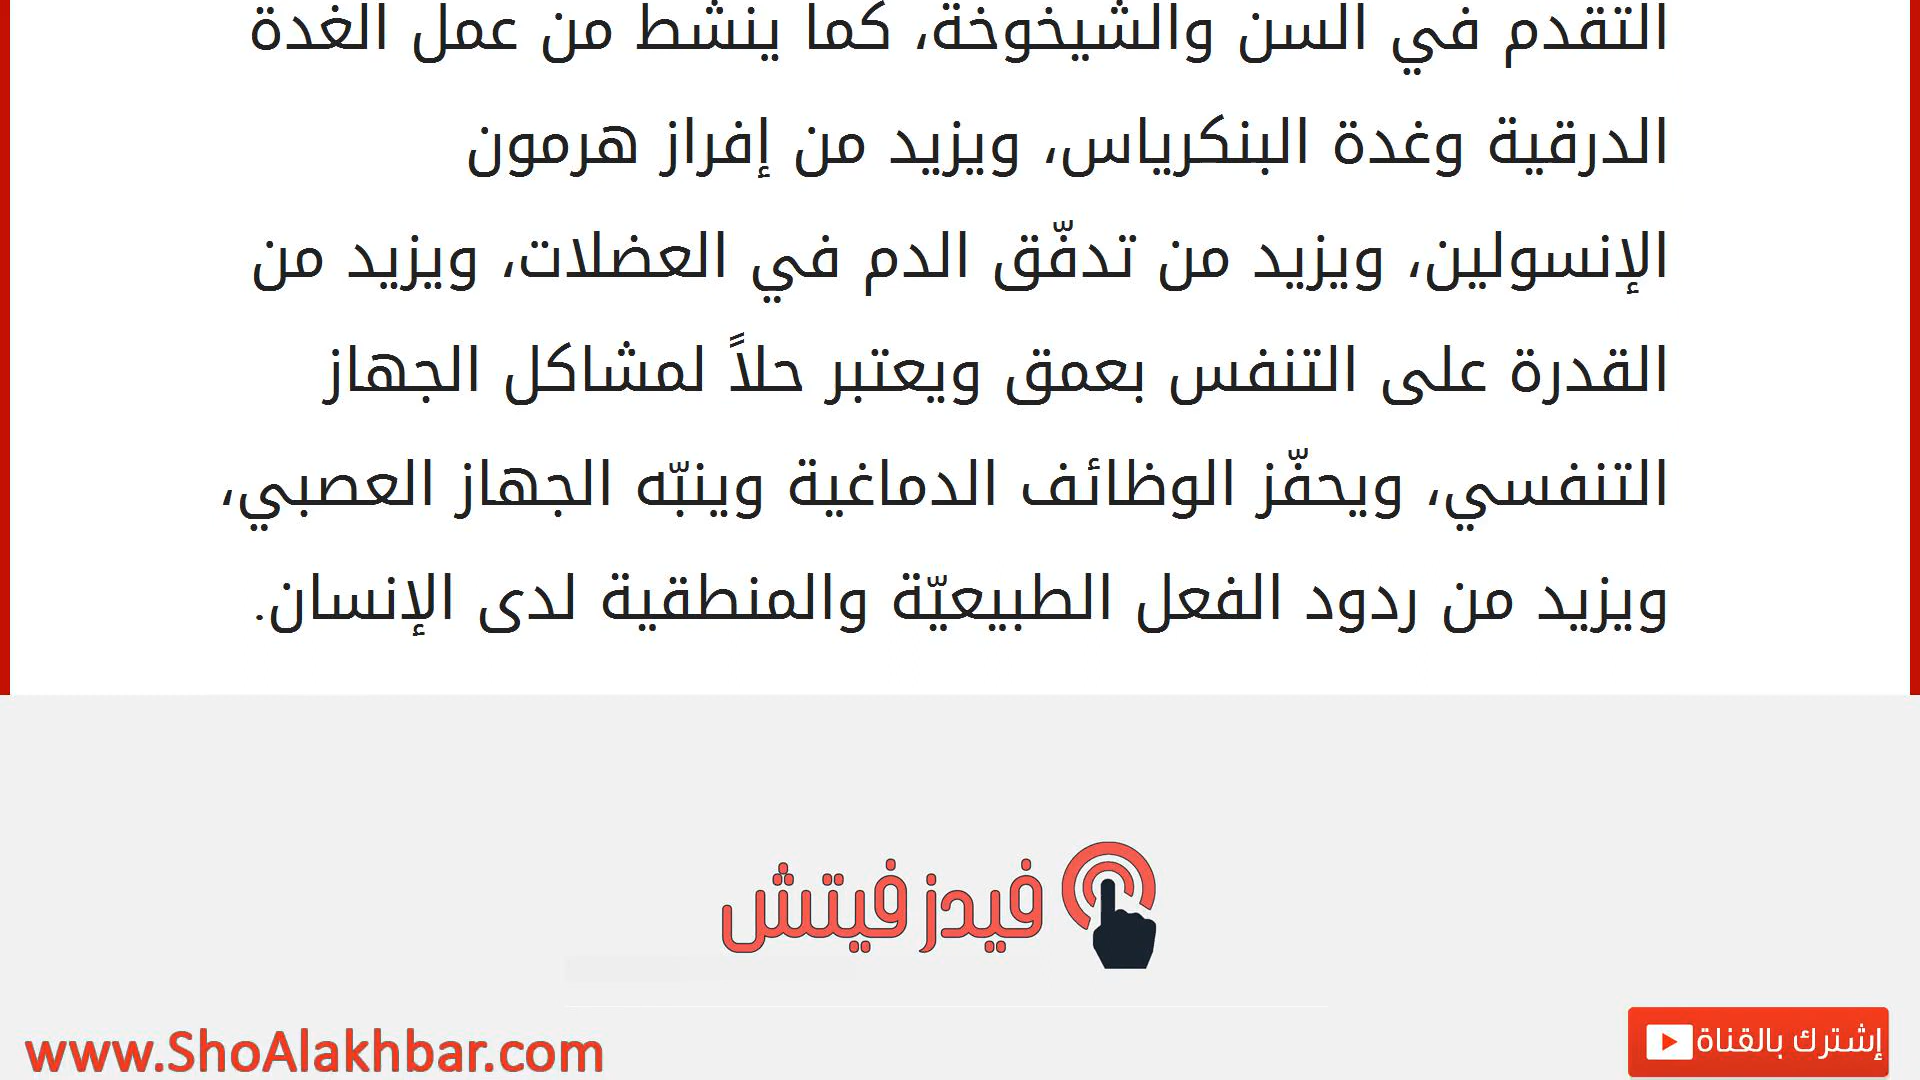 التقدم في السن والشيخوخة، كما ينشط من عمل الغدة
الدرقية وغدة البنكرياس، ويزيد من إفراز هرمون
الإنسولين، ويزيد من تدفّق الدم في العضلات، ويزيد من
القدرة على التنفس بعمق ويعتبر حلاً لمشاكل الجهاز
التنفسي، ويحفّز الوظائف الدماغية وينبّه الجهاز العصبي،
ويزيد من ردود الفعل الطبيعيّة والمنطقية لدى الإنسان.
فيدز فيتش
www.ShoAlakhbar.com
إشترك بالقناة